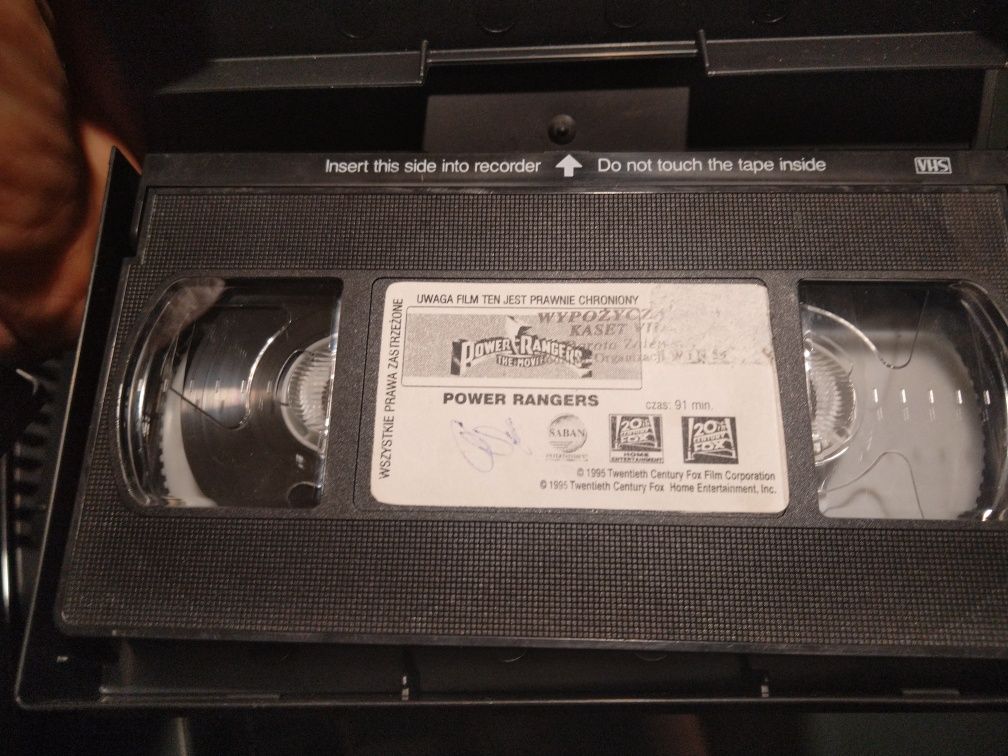 Insert this side into recorder Do not touch the tape inside VHS
WSZYSTKIE PRAWA ZASTRZEŻONE
UWAGA FILM TEN JEST PRAWNIE CHRONIONY
WYPOŻYCZA
KASET
POWER RANGERS
THE MOVIE
POWER RANGERS
czas: 91 min.
SABAN
20TH CENTURY FOX HOME ENTERTAINMENT
20TH CENTURY FOX
© 1995 Twentieth Century Fox Film Corporation
© 1995 Twentieth Century Fox Home Entertainment, Inc.